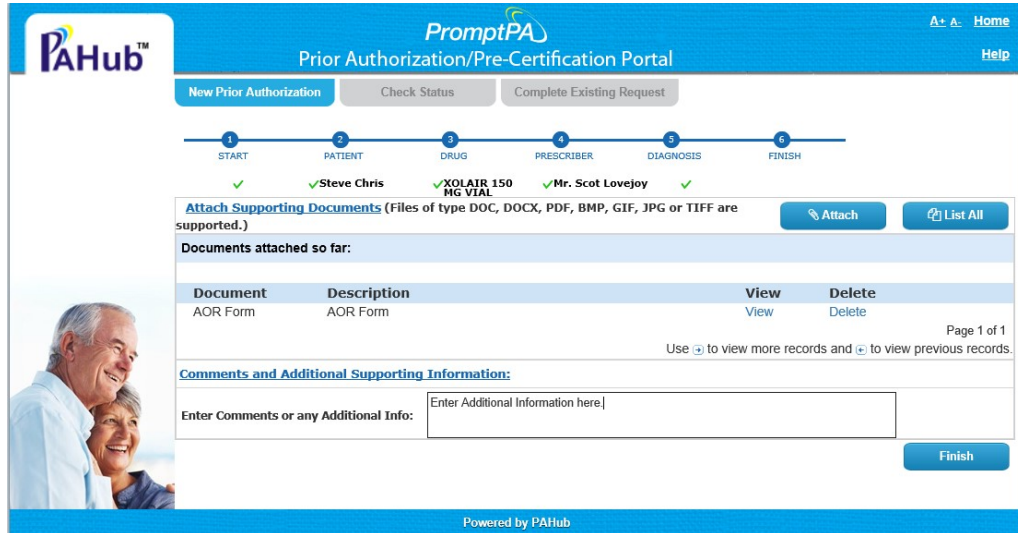 PAHub™
PromptPA
Prior Authorization/Pre-Certification Portal
A+ A- Home
Help
New Prior Authorization
Check Status
Complete Existing Request
1 2 3 4 5 6
START PATIENT DRUG PRESCRIBER DIAGNOSIS FINISH
Steve Chris XOLAIR 150 Mr. Scot Lovejoy
MG VIAL
Attach Supporting Documents (Files of type DOC, DOCX, PDF, BMP, GIF, JPG or TIFF are
supported.)
Attach
List All
Documents attached so far:
Document Description View Delete
AOR Form AOR Form View Delete
Page 1 of 1
Use to view more records and to view previous records.
Comments and Additional Supporting Information:
Enter Comments or any Additional Info:
Enter Additional Information here.
Finish
Powered by PAHub